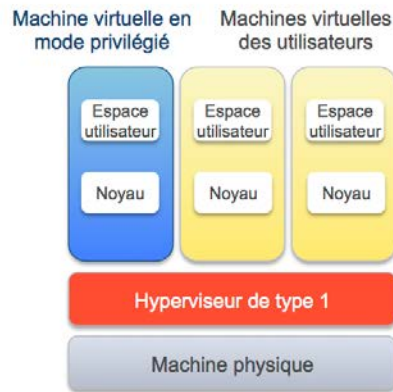 Machine virtuelle en
mode privilégié
Machines virtuelles
des utilisateurs
Espace
utilisateur
Espace
utilisateur
Espace
utilisateur
Noyau
Noyau
Noyau
Hyperviseur de type 1
Machine physique